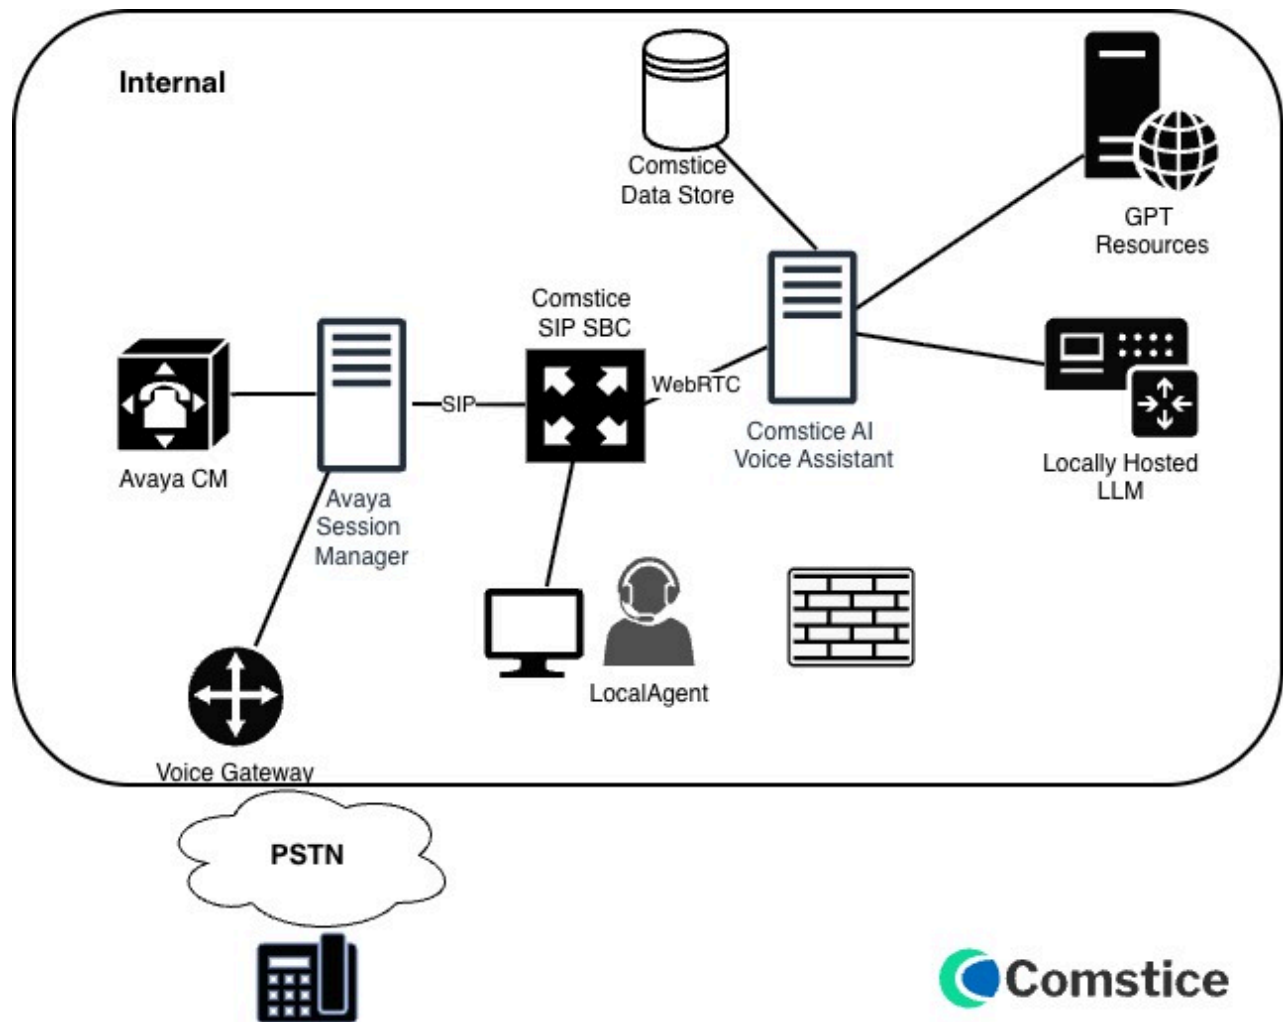 Internal
Comstice
Data Store
GPT
Resources
Comstice
SIP SBC
SIP
WebRTC
Comstice AI
Voice Assistant
Locally Hosted
LLM
Avaya CM
Avaya
Session
Manager
LocalAgent
Voice Gateway
PSTN
Comstice